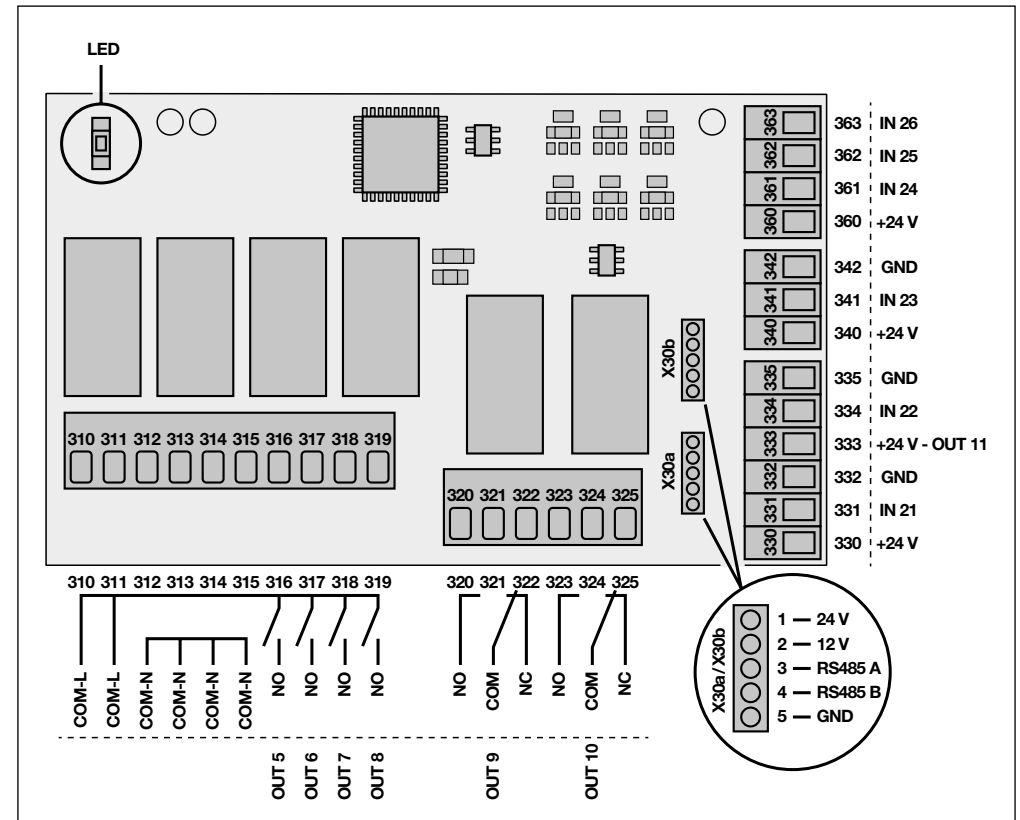 LED
363 363 IN 26
362 362 IN 25
361 361 IN 24
360 360 +24 V
342 342 GND
341 341 IN 23
340 340 +24 V
X30b
335 335 GND
334 334 IN 22
333 333 +24 V - OUT 11
X30a
332 332 GND
331 331 IN 21
330 330 +24 V
310 311 312 313 314 315 316 317 318 319
320 321 322 323 324 325
310 311 312 313 314 315 316 317 318 319
320 321 322 323 324 325
COM-L
COM-L
COM-N
COM-N
COM-N
COM-N
NO
NO
NO
NO
NO
COM
NC
NO
COM
NC
OUT 5
OUT 6
OUT 7
OUT 8
OUT 9
OUT 10
X30a / X30b
1 — 24 V
2 — 12 V
3 — RS485 A
4 — RS485 B
5 — GND